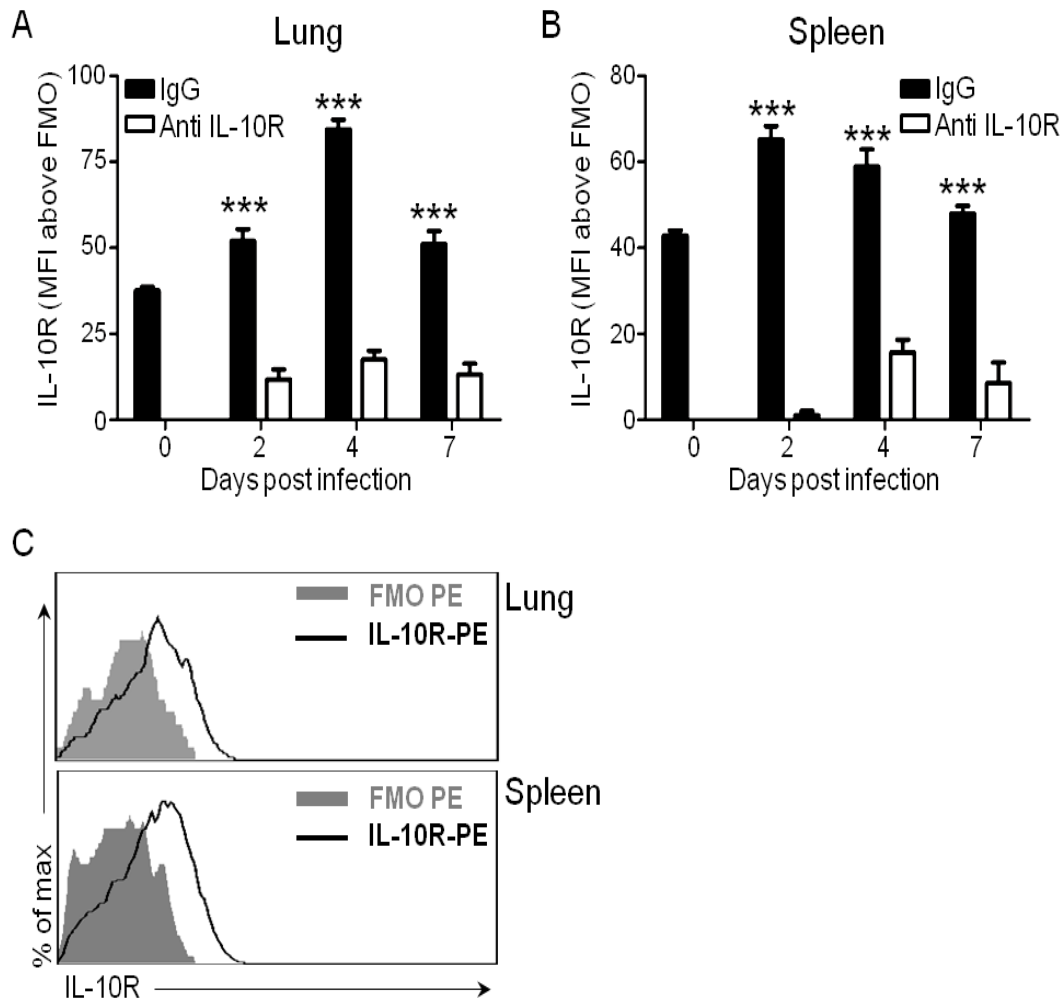 A
Lung
IgG
Anti IL-10R
***
***
***
100
75
50
25
0
IL-10R (MFI above FMO)
0 2 4 7
Days post infection
B
Spleen
IgG
Anti IL-10R
***
***
***
80
60
40
20
0
IL-10R (MFI above FMO)
0 2 4 7
Days post infection
C
FMO PE
IL-10R-PE
Lung
FMO PE
IL-10R-PE
Spleen
% of max
IL-10R